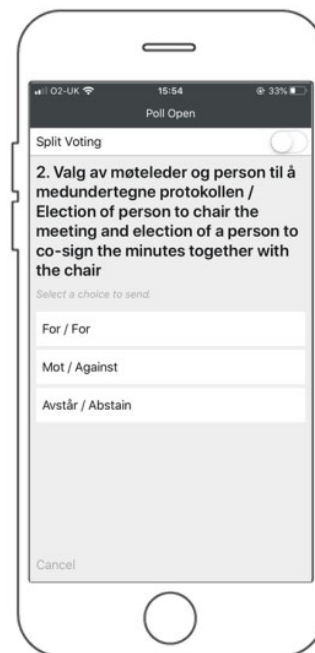 O2-UK 15:54 33%
Poll Open
Split Voting
2. Valg av møteleder og person til å
medundertegne protokollen /
Election of person to chair the
meeting and election of a person to
co-sign the minutes together with
the chair
Select a choice to send.
For / For
Mot / Against
Avstår / Abstain
Cancel